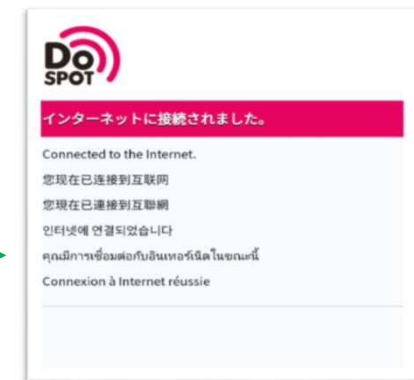 Do
SPOT
インターネットに接続されました。
Connected to the Internet.
您现在已连接到互联网
您現在已連接到互聯網
인터넷에 연결되었습니다
คุณมีการเชื่อมต่อกับอินเทอร์เน็ตในขณะนี้
Connexion à Internet réussie